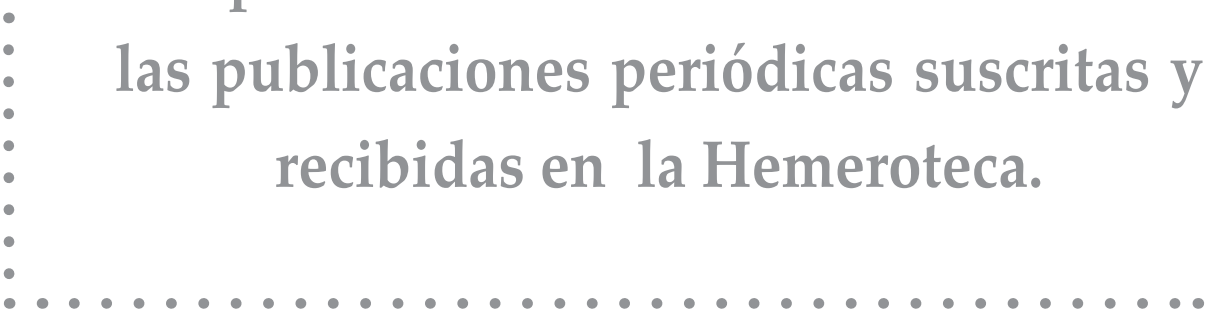 las publicaciones periódicas suscritas y
recibidas en la Hemeroteca.